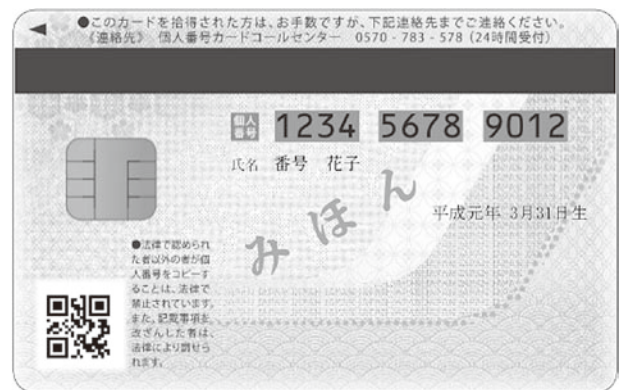 ●このカードを拾得された方は、お手数ですが、下記連絡先までご連絡ください。
《連絡先》 個人番号カードコールセンター 0570 - 783 - 578 (24時間受付)
個人番号 1234 5678 9012
氏名 番号 花子
平成元年 3月31日生
みほん
●法律で認められ
た者以外の者が個
人番号をコピーす
ることは、法律で
禁止されています。
また、記載事項を
改ざんした者は、
法律により罰せら
れます。